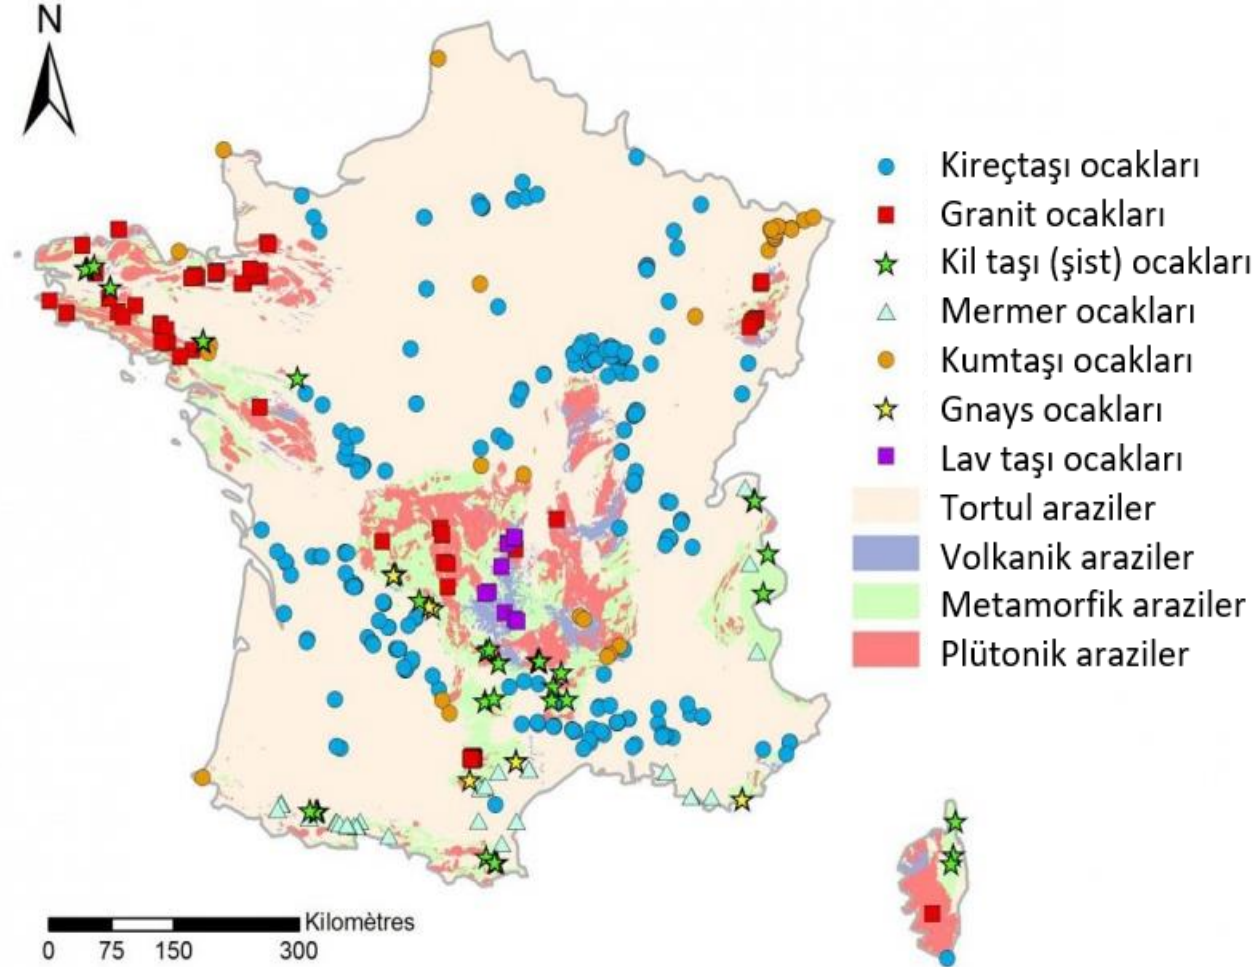 N
Kireçtaşı ocakları
Granit ocakları
Kil taşı (şist) ocakları
Mermer ocakları
Kumtaşı ocakları
Gnays ocakları
Lav taşı ocakları
Tortul araziler
Volkanik araziler
Metamorfik araziler
Plütonik araziler
Kilomètres
0 75 150 300